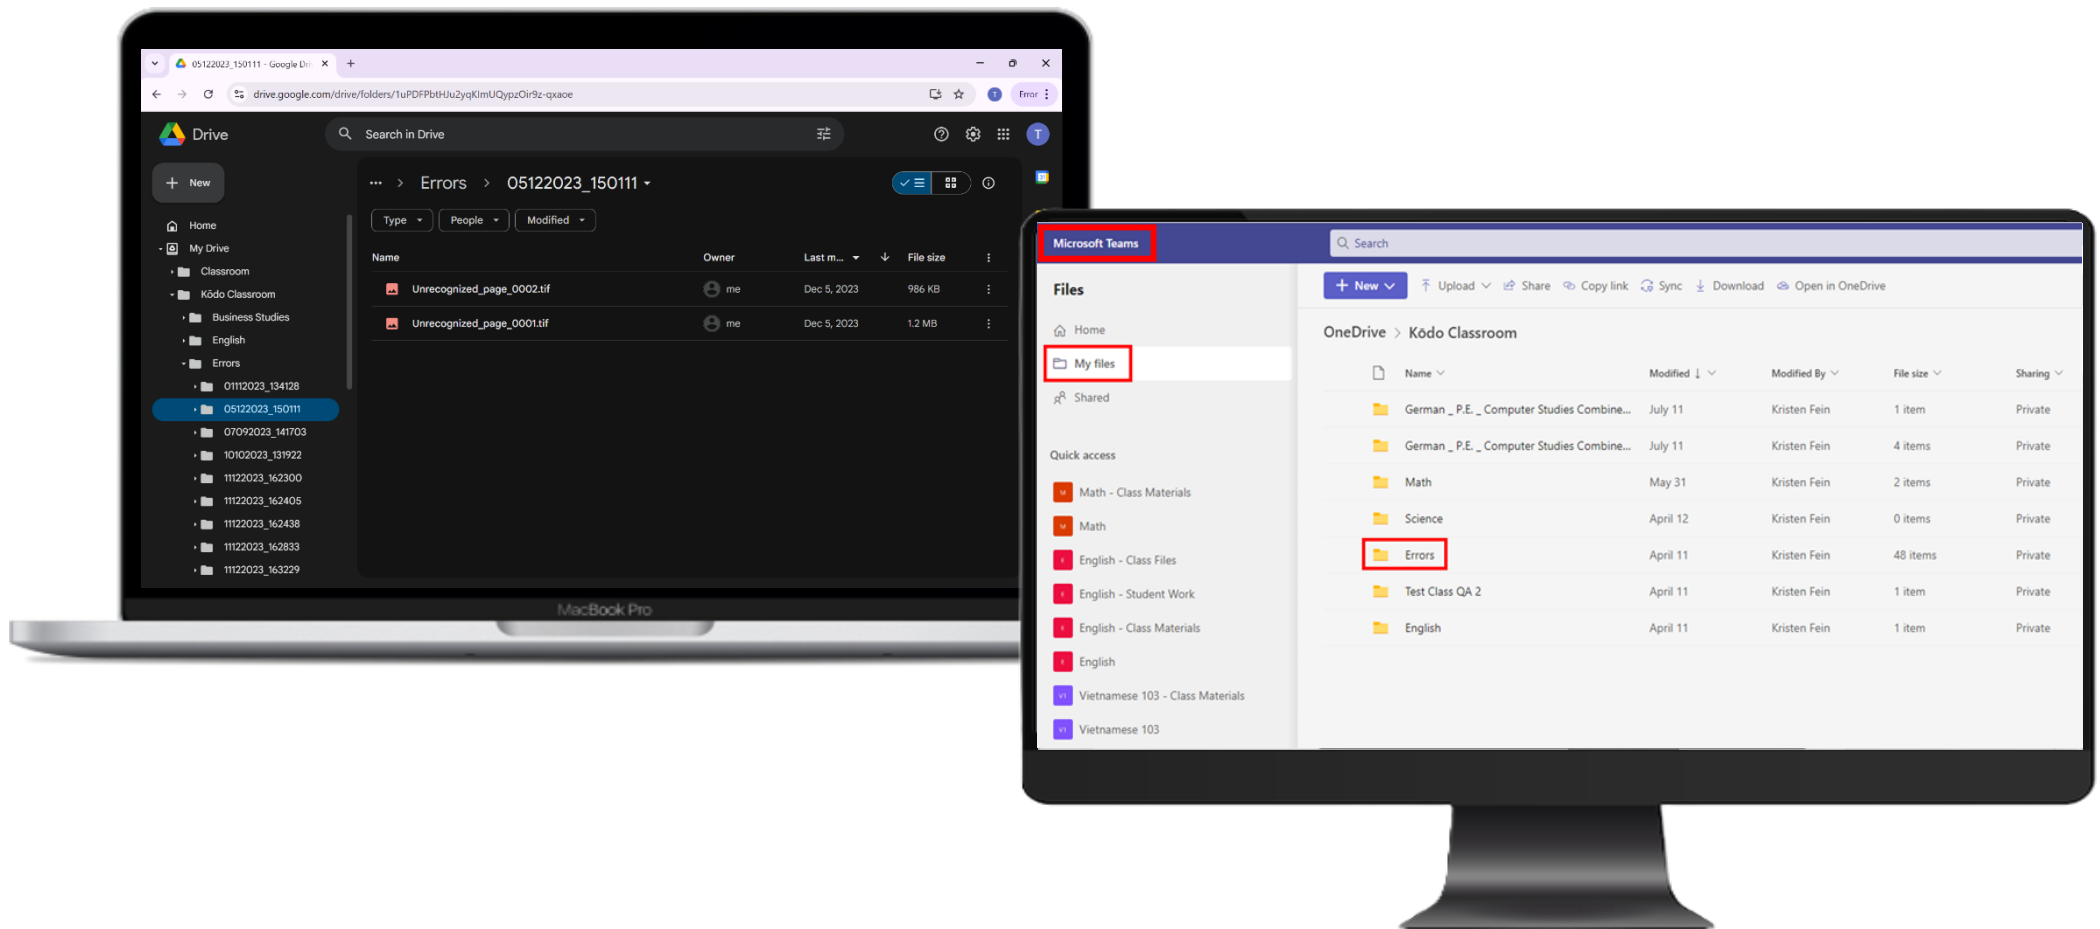 05122023_150111 - Google Dri
drive.google.com/drive/folders/1uPDFPbtHJu2yqKlmUQypzOir9z-qxaoe
Error
Drive
Search in Drive
T
New
... > Errors > 05122023_150111
Type
People
Modified
Home
My Drive
Classroom
Kōdo Classroom
Business Studies
English
Errors
01112023_134128
05122023_150111
07092023_141703
10102023_131922
11122023_162300
11122023_162405
11122023_162438
11122023_162833
11122023_163229
Name Owner Last m... File size
Unrecognized_page_0002.tif me Dec 5, 2023 986 KB
Unrecognized_page_0001.tif me Dec 5, 2023 1.2 MB
MacBook Pro
Microsoft Teams
Search
Files
Home
My files
Shared
Quick access
Math - Class Materials
Math
English - Class Files
English - Student Work
English - Class Materials
English
V1 Vietnamese 103 - Class Materials
V1 Vietnamese 103
+ New Upload Share Copy link Sync Download Open in OneDrive
OneDrive > Kōdo Classroom
Name Modified Modified By File size Sharing
German _ P.E. _ Computer Studies Combine... July 11 Kristen Fein 1 item Private
German _ P.E. _ Computer Studies Combine... July 11 Kristen Fein 4 items Private
Math May 31 Kristen Fein 2 items Private
Science April 12 Kristen Fein 0 items Private
Errors April 11 Kristen Fein 48 items Private
Test Class QA 2 April 11 Kristen Fein 1 item Private
English April 11 Kristen Fein 1 item Private